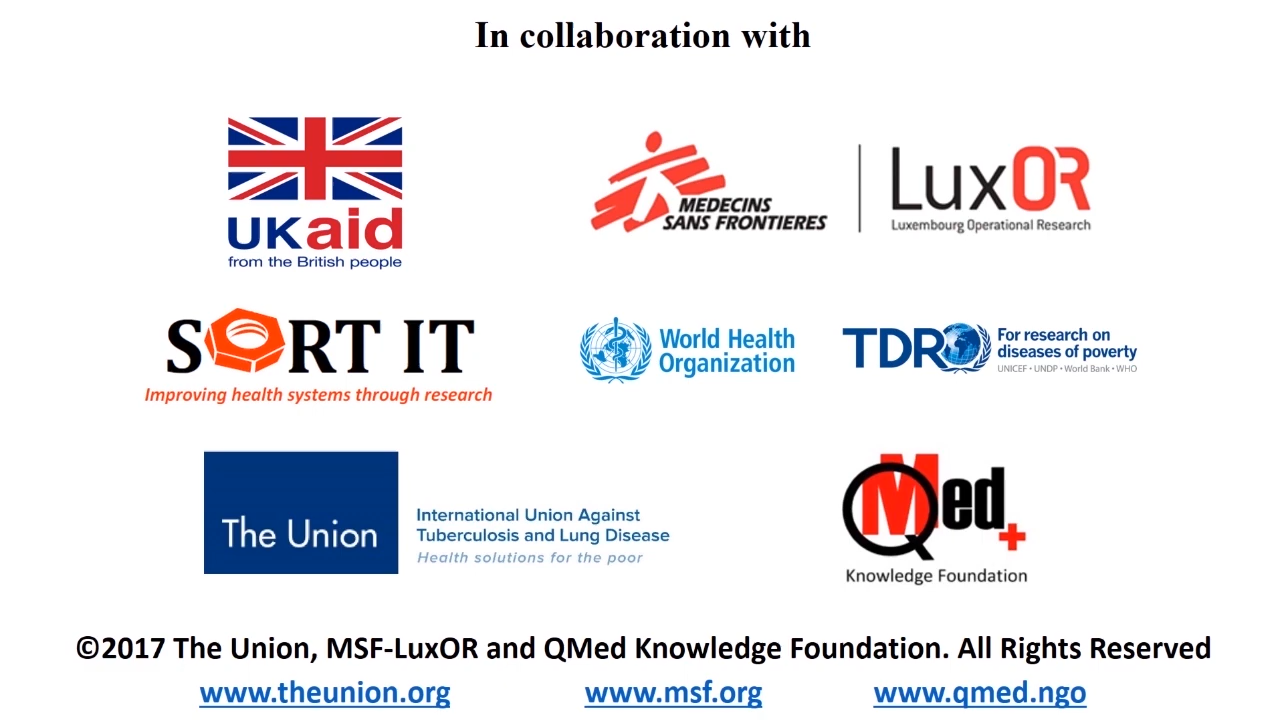 In collaboration with
UKaid
from the British people
MEDECINS
SANS FRONTIERES
LuxOR
Luxembourg Operational Research
SORT IT
Improving health systems through research
World Health
Organization
TDR
For research on
diseases of poverty
UNICEF • UNDP • World Bank • WHO
The Union
International Union Against
Tuberculosis and Lung Disease
Health solutions for the poor
QMed
Knowledge Foundation
©2017 The Union, MSF-LuxOR and QMed Knowledge Foundation. All Rights Reserved
www.theunion.org www.msf.org www.qmed.ngo